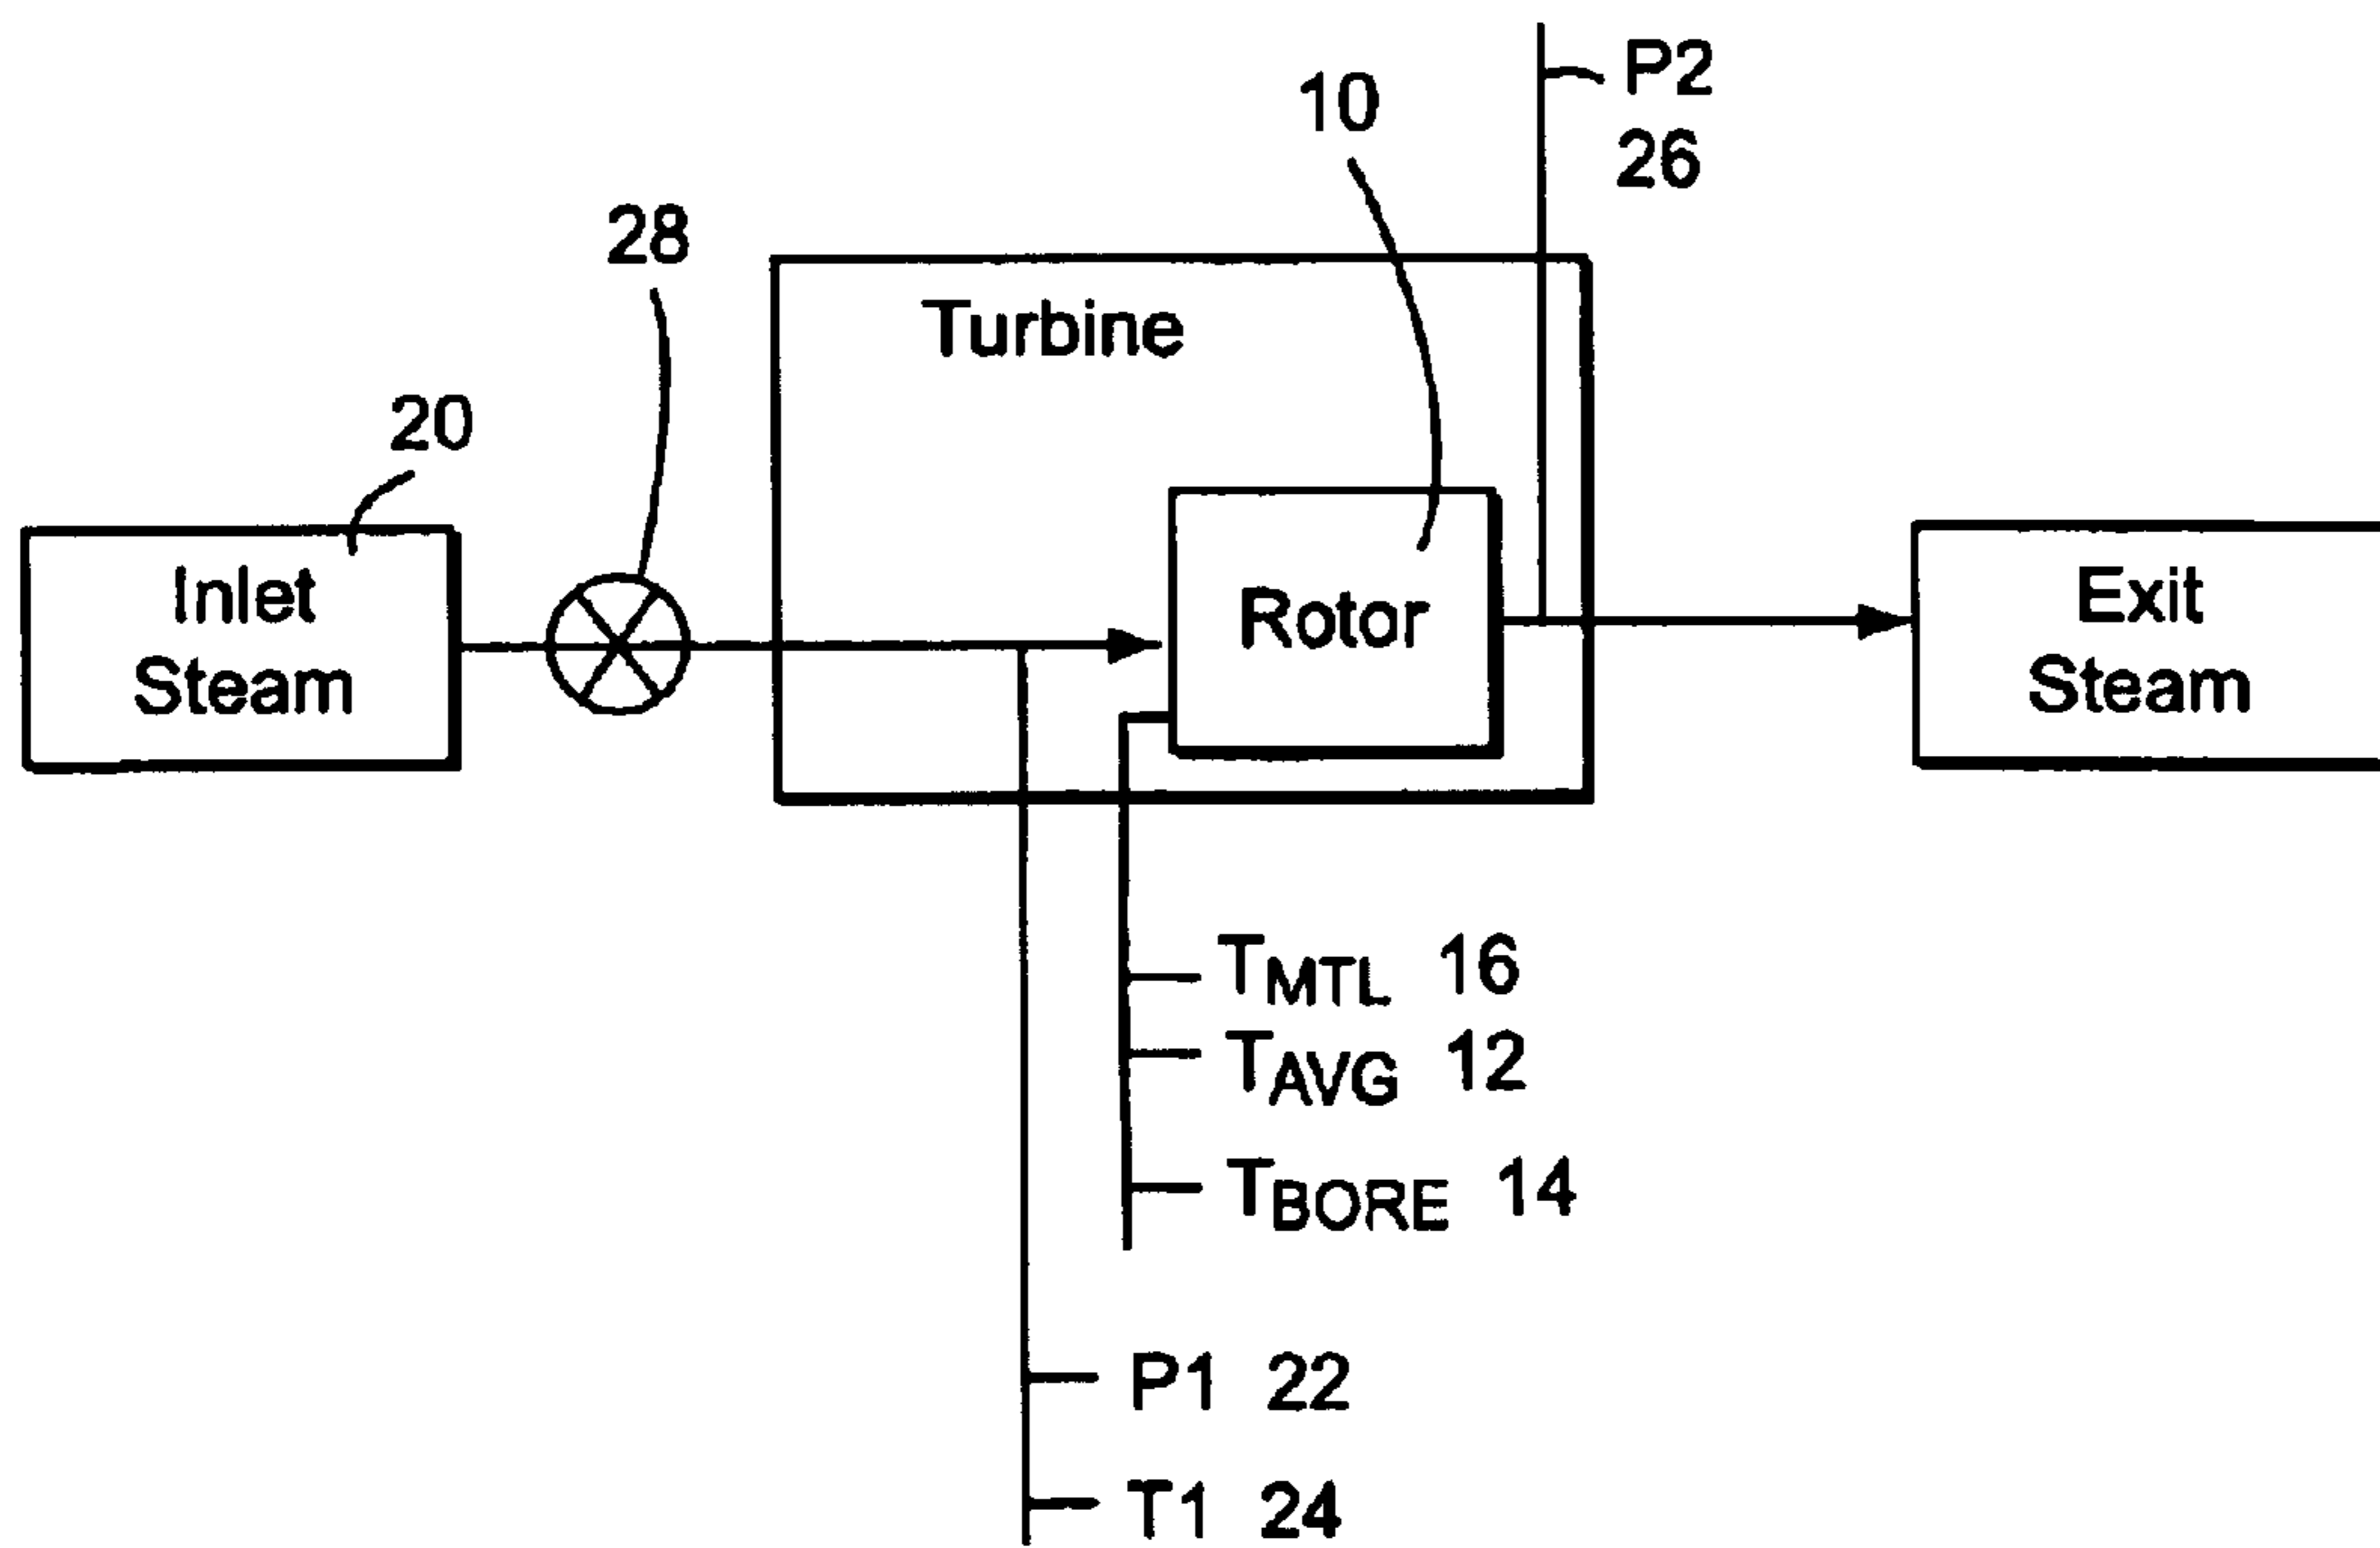 P2
26
10
28
Turbine
20
Inlet
Steam
Rotor
Exit
Steam
TMTL 16
TAVG 12
TBORE 14
P1 22
T1 24